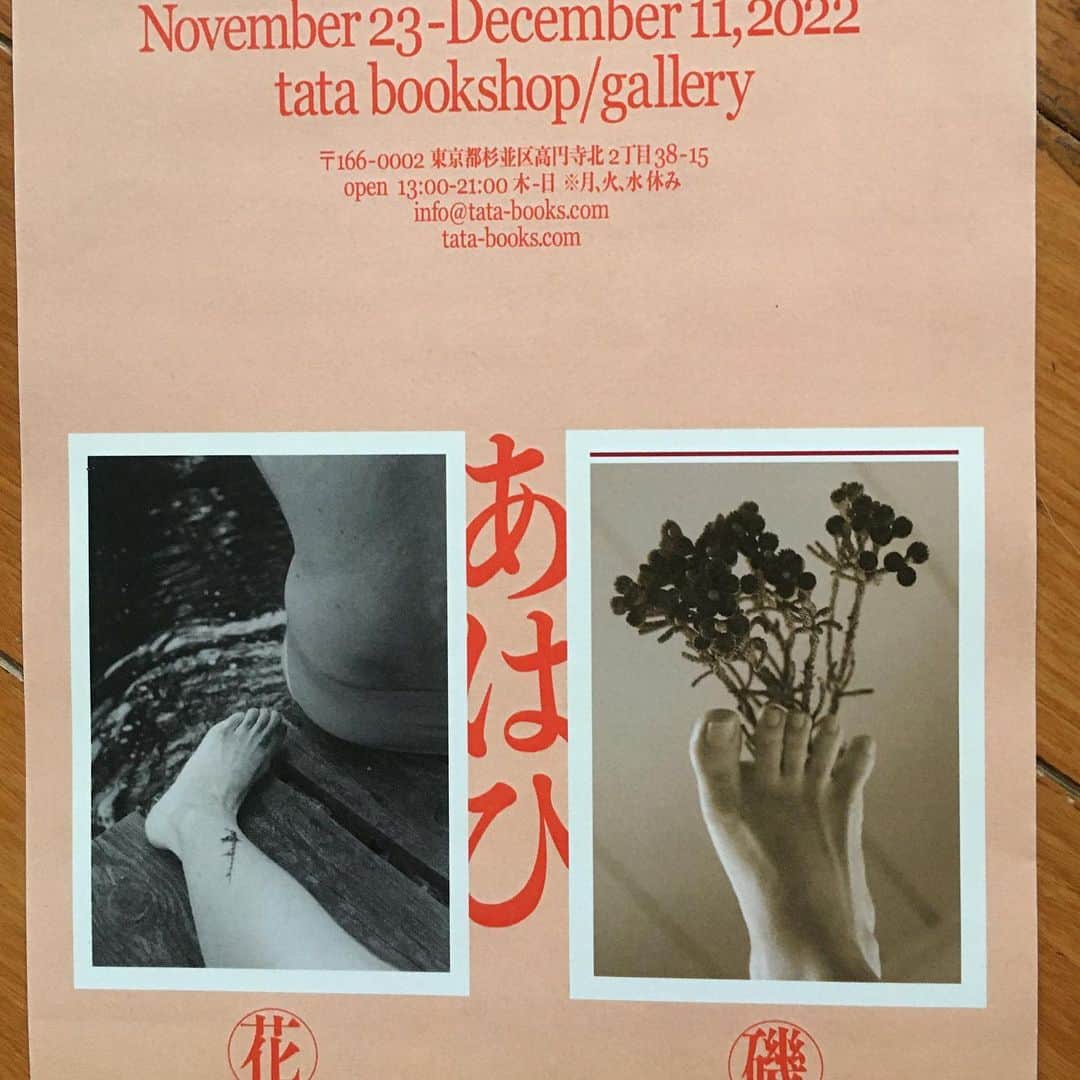 November 23-December 11, 2022
tata bookshop/gallery
〒166-0002 東京都杉並区高円寺北2丁目38-15
open 13:00-21:00 木-日 ※月、火、水 休み
info@tata-books.com
tata-books.com
あはひ
花
磯